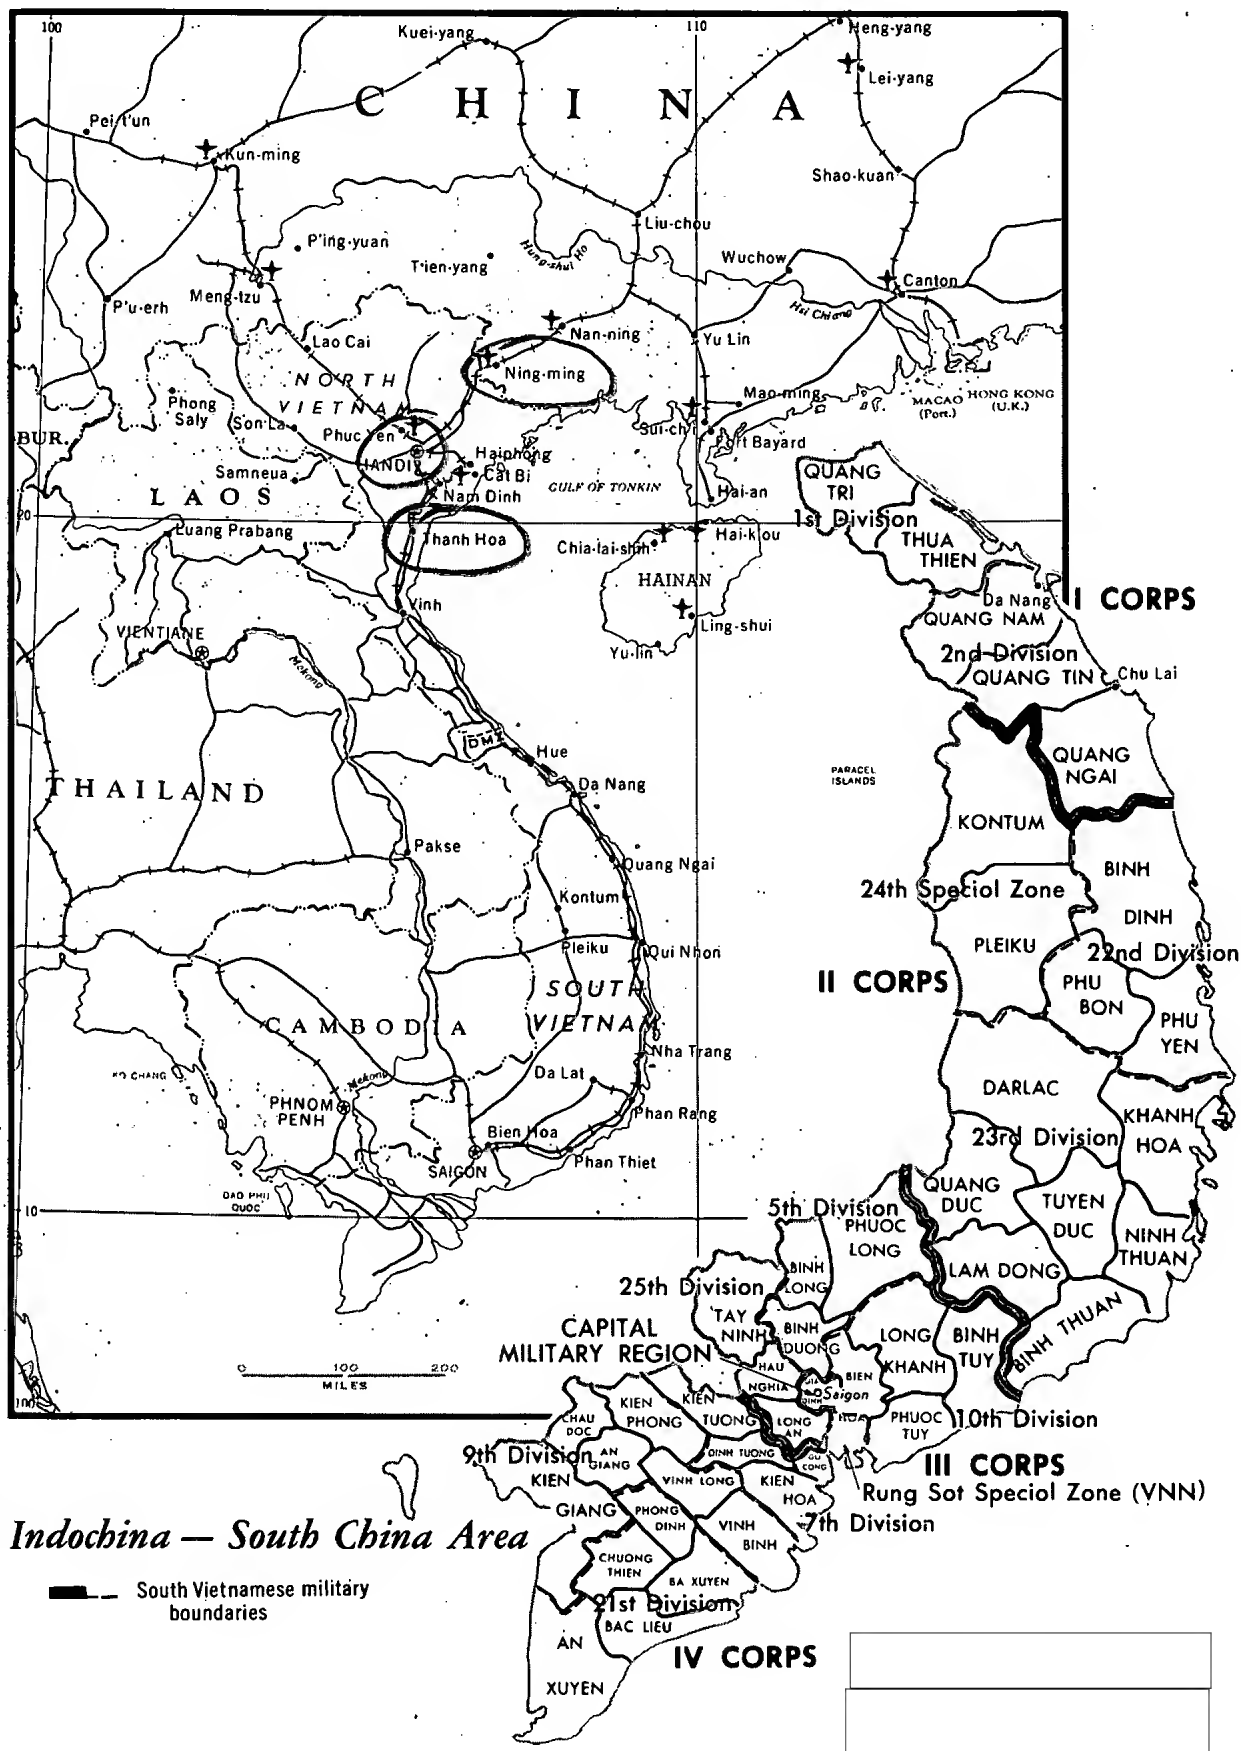 100
110
Kuei-yang
Heng-yang
Lei-yang
C H I N A
Pei-t'un
Kun-ming
Shao-kuan
Liu-chou
P'ing-yuan
Hung-shui Ho
T'ien-yang
Wuchow
Canton
Meng-tzu
P'u-erh
Hsi Chiang
Nan-ning
Yu Lin
Lao Cai
Ning-ming
NORTH
VIETNAM
Mao-ming
MACAO
(Port.)
HONG KONG
(U.K.)
Phong
Saly
Son La
Phuc Yen
Sui-ch'i
Fort Bayard
BUR.
HANOI
Haiphong
Cat Bi
Samneua
LAOS
Nam Dinh
GULF OF TONKIN
Hai-an
20
Luang Prabang
Thanh Hoa
Chia-lai-shih
Hai-k'ou
HAINAN
Vinh
Ling-shui
Yu-lin
VIENTIANE
Mekong
DMZ
Hue
Da Nang
PARACEL
ISLANDS
THAILAND
Pakse
Quang Ngai
Kontum
Pleiku
Qui Nhon
SOUTH
VIETNAM
CAMBODIA
Nha Trang
KO CHANG
Mekong
Da Lat
PHNOM
PENH
Phan Rang
Bien Hoa
SAIGON
Phan Thiet
DAO PHU
QUOC
10
0 100 200
MILES
100
QUANG
TRI
1st Division
THUA
THIEN
Da Nang
I CORPS
QUANG NAM
2nd Division
QUANG TIN
Chu Lai
QUANG
NGAI
KONTUM
BINH
DINH
24th Speciol Zone
PLEIKU
22nd Division
II CORPS
PHU
BON
PHU
YEN
DARLAC
KHANH
HOA
23rd Division
QUANG
DUC
TUYEN
DUC
5th Division
PHUOC
LONG
NINH
THUAN
LAM DONG
BINH
LONG
25th Division
TAY
NINH
BINH
DUONG
LONG
KHANH
BINH
TUY
BINH THUAN
CAPITAL
MILITARY REGION
HAU
NGHIA
BIEN
HOA
GIA
DINH
Saigon
KIEN
PHONG
KIEN
TUONG
LONG
AN
PHUOC
TUY
10th Division
CHAU
DOC
9th Division
AN
GIANG
DINH TUONG
GO
CONG
III CORPS
KIEN
GIANG
VINH LONG
KIEN
HOA
Rung Sot Speciol Zone (VNN)
7th Division
PHONG
DINH
VINH
BINH
Indochina — South China Area
CHUONG
THIEN
BA XUYEN
South Vietnamese military
boundaries
21st Division
BAC LIEU
AN
XUYEN
IV CORPS